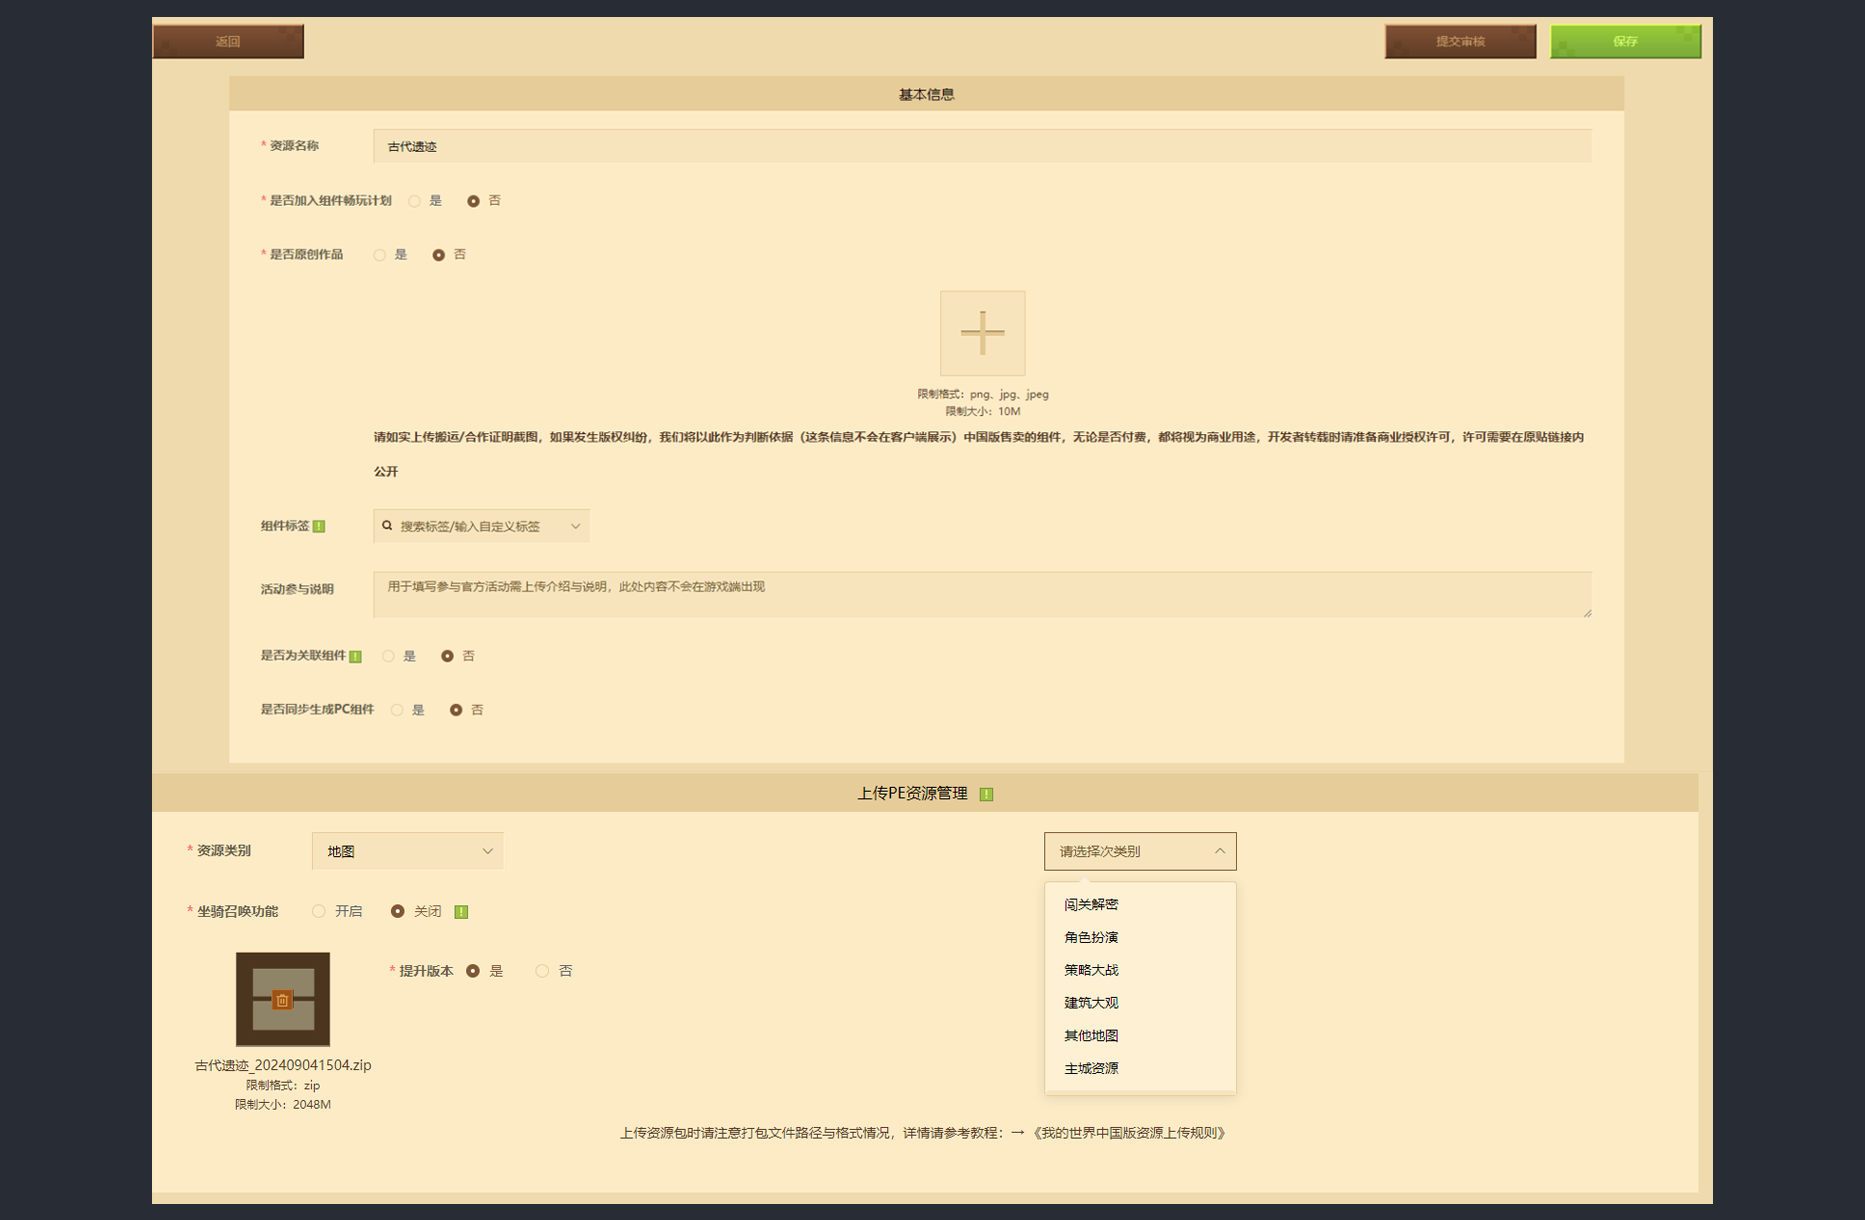 返回
提交审核
保存
基本信息
* 资源名称
古代遗迹
* 是否加入组件畅玩计划 是 否
* 是否原创作品 是 否
限制格式：png、jpg、jpeg
限制大小：10M
请如实上传搬运/合作证明截图，如果发生版权纠纷，我们将以此作为判断依据（这条信息不会在客户端展示）中国版售卖的组件，无论是否付费，都将视为商业用途，开发者转载时请准备商业授权许可，许可需要在原贴链接内
公开
组件标签 !
搜索标签/输入自定义标签
活动参与说明
用于填写参与官方活动需上传介绍与说明，此处内容不会在游戏端出现
是否为关联组件 ! 是 否
是否同步生成PC组件 是 否
上传PE资源管理 !
* 资源类别
地图
请选择次类别
闯关解密
角色扮演
策略大战
建筑大观
其他地图
主城资源
* 坐骑召唤功能 开启 关闭 !
* 提升版本 是 否
古代遗迹_202409041504.zip
限制格式：zip
限制大小：2048M
上传资源包时请注意打包文件路径与格式情况，详情请参考教程：→《我的世界中国版资源上传规则》